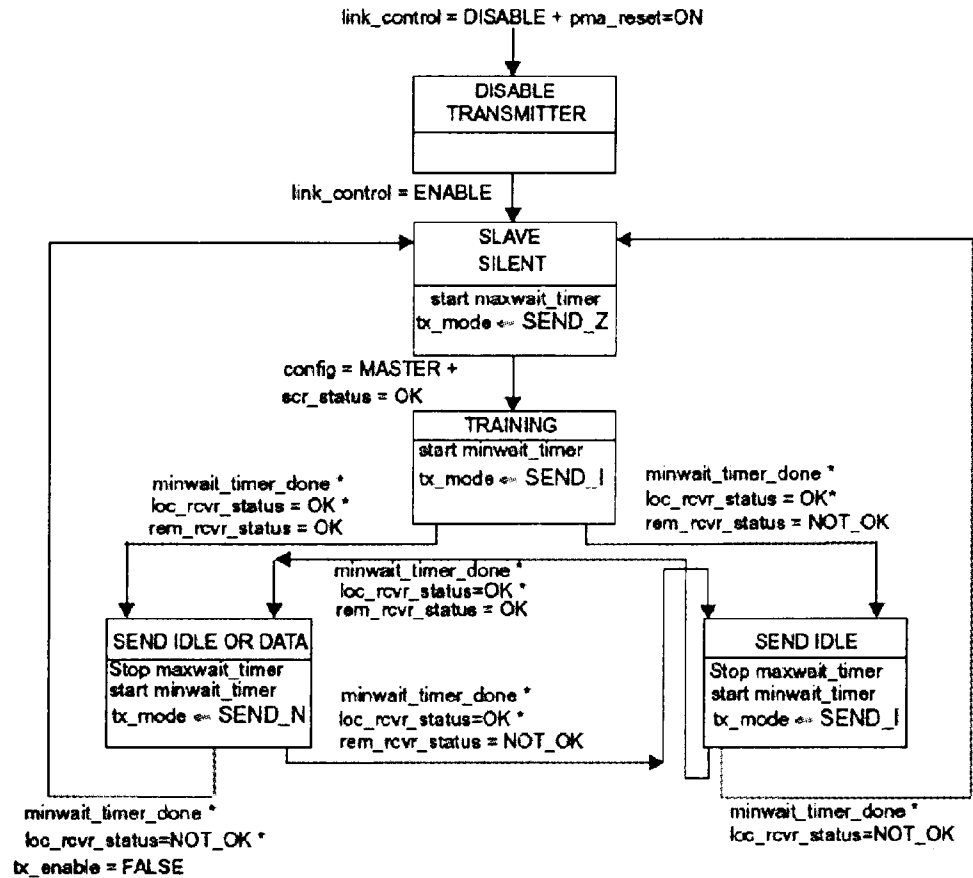 link_control = DISABLE + pma_reset=ON
DISABLE
TRANSMITTER
link_control = ENABLE
SLAVE
SILENT
start maxwait_timer
tx_mode ⇐ SEND_Z
config = MASTER +
scr_status = OK
TRAINING
start minwait_timer
tx_mode ⇐ SEND_I
minwait_timer_done *
loc_rcvr_status = OK *
rem_rcvr_status = OK
minwait_timer_done *
loc_rcvr_status = OK*
rem_rcvr_status = NOT_OK
minwait_timer_done *
loc_rcvr_status=OK *
rem_rcvr_status = OK
SEND IDLE OR DATA
Stop maxwait_timer
start minwait_timer
tx_mode ⇐ SEND_N
SEND IDLE
Stop maxwait_timer
start minwait_timer
tx_mode ⇐ SEND_I
minwait_timer_done *
loc_rcvr_status=OK *
rem_rcvr_status = NOT_OK
minwait_timer_done *
loc_rcvr_status=NOT_OK *
tx_enable = FALSE
minwait_timer_done *
loc_rcvr_status=NOT_OK